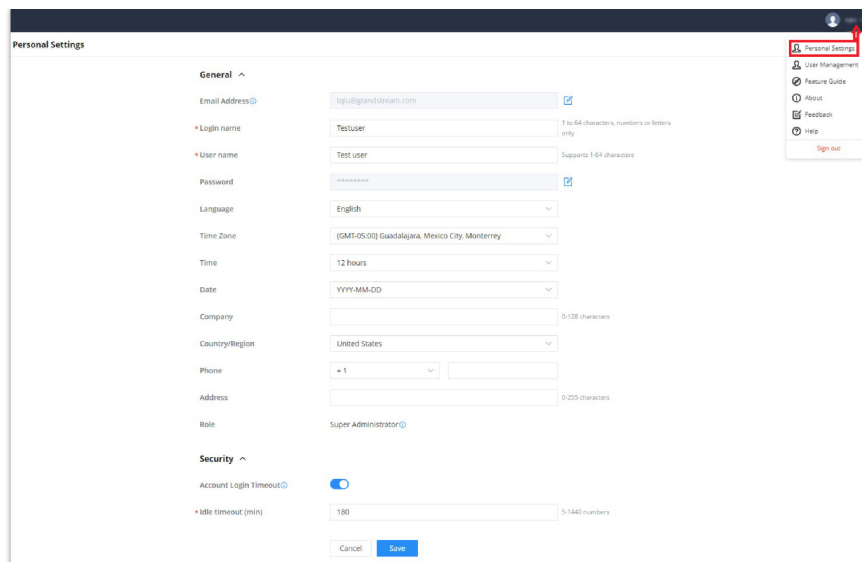 Personal Settings
Personal Settings
User Management
Feature Guide
About
Feedback
Help
Sign out
General
Email Address
lqiu@grandstream.com
* Login name
Testuser
1 to 64 characters, numbers or letters only
* User name
Test user
Supports 1-64 characters
Password
********
Language
English
Time Zone
(GMT-05:00) Guadalajara, Mexico City, Monterrey
Time
12 hours
Date
YYYY-MM-DD
Company
0-128 characters
Country/Region
United States
Phone
+ 1
Address
0-255 characters
Role
Super Administrator
Security
Account Login Timeout
* Idle timeout (min)
180
5-1440 numbers
Cancel
Save